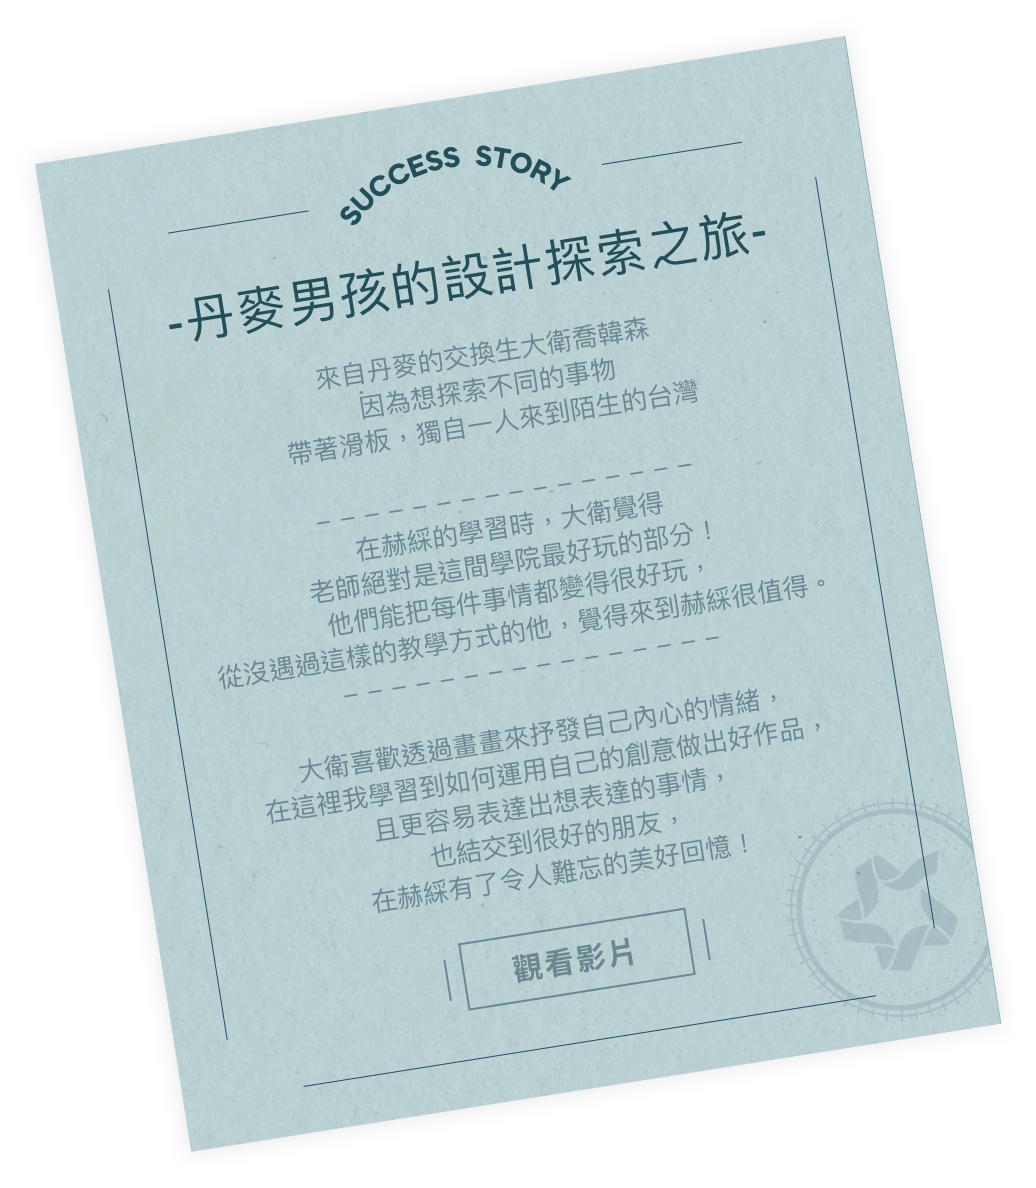 SUCCESS STORY
-丹麥男孩的設計探索之旅-
來自丹麥的交換生大衛喬韓森
因為想探索不同的事物
帶著滑板，獨自一人來到陌生的台灣
在赫綵的學習時，大衛覺得
老師絕對是這間學院最好玩的部分！
他們能把每件事情都變得很好玩，
從沒遇過這樣的教學方式的他，覺得來到赫綵很值得。
大衛喜歡透過畫畫來抒發自己內心的情緒，
在這裡我學習到如何運用自己的創意做出好作品，
且更容易表達出想表達的事情，
也結交到很好的朋友，
在赫綵有了令人難忘的美好回憶！
觀看影片